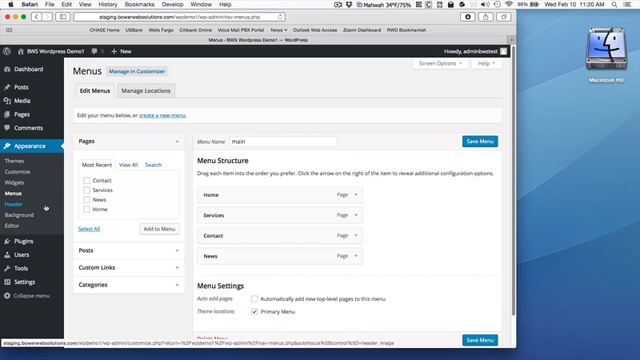 Safari File Edit View History Bookmarks Develop Window Help
Mahwah 34°F/75%
Wed Feb 10 11:20 AM
staging.bowerwebsolutions.com/wpdemo1/wp-admin/nav-menus.php
CHASE Home USBank Wells Fargo Citibank Online Voice Mail PBX Portal News Outlook Web Access Zopim Dashboard RWD Bookmarklet
Menus ‹ BWS Wordpress Demo1 — WordPress
BWS Wordpress Demo1 0 + New
Howdy, adminbwstest
Dashboard
Posts
Media
Pages
Comments
Appearance
Themes
Customize
Widgets
Menus
Header
Background
Editor
Plugins
Users
Tools
Settings
Collapse menu
Menus Manage in Customizer
Screen Options Help
Edit Menus Manage Locations
Edit your menu below, or create a new menu.
Pages
Most Recent View All Search
Contact
Services
News
Home
Select All Add to Menu
Posts
Custom Links
Categories
Menu Name main Save Menu
Menu Structure
Drag each item into the order you prefer. Click the arrow on the right of the item to reveal additional configuration options.
Home Page
Services Page
Contact Page
News Page
Menu Settings
Auto add pages Automatically add new top-level pages to this menu
Theme locations Primary Menu
Delete Menu Save Menu
Macintosh HD